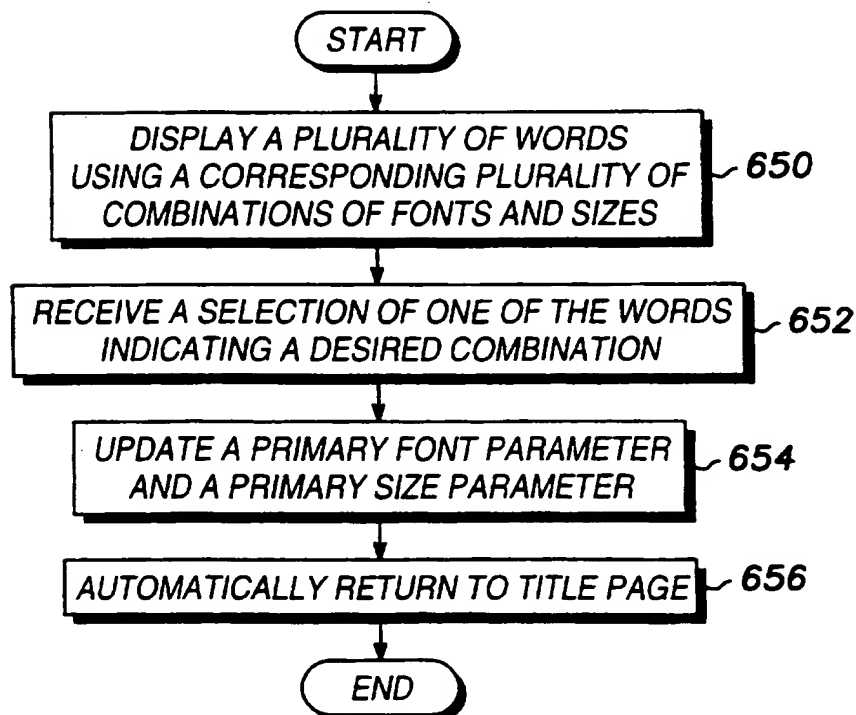 START
DISPLAY A PLURALITY OF WORDS
USING A CORRESPONDING PLURALITY OF
COMBINATIONS OF FONTS AND SIZES
650
RECEIVE A SELECTION OF ONE OF THE WORDS
INDICATING A DESIRED COMBINATION
652
UPDATE A PRIMARY FONT PARAMETER
AND A PRIMARY SIZE PARAMETER
654
AUTOMATICALLY RETURN TO TITLE PAGE
656
END